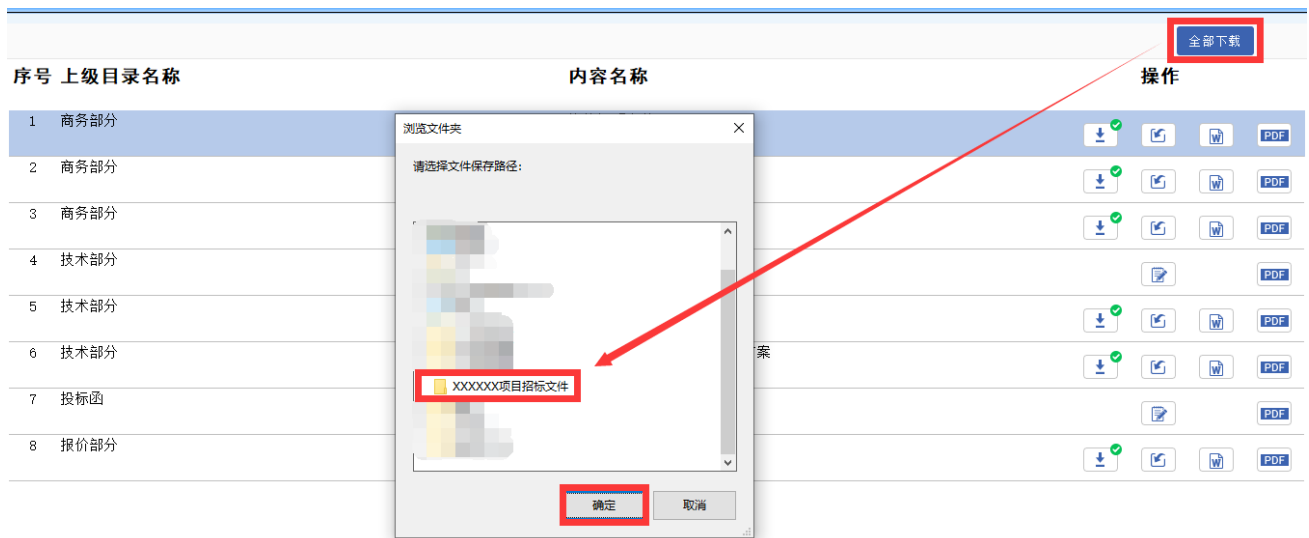 全部下载
序号 上级目录名称 内容名称 操作
1 商务部分
浏览文件夹
请选择文件保存路径：
PDF
2 商务部分 PDF
3 商务部分 PDF
4 技术部分 PDF
5 技术部分 PDF
6 技术部分 案 PDF
XXXXXX项目招标文件
7 投标函 PDF
8 报价部分 PDF
确定 取消